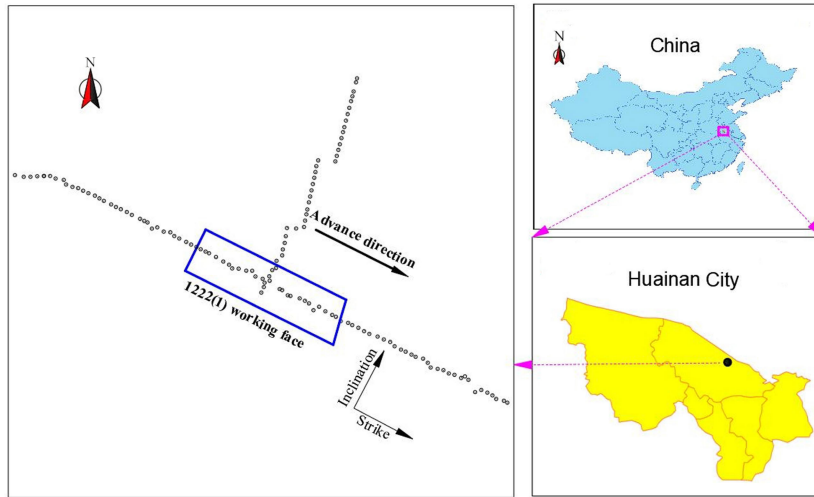 N
Advance direction
1222(1) working face
Inclination
Strike
N
China
Huainan City